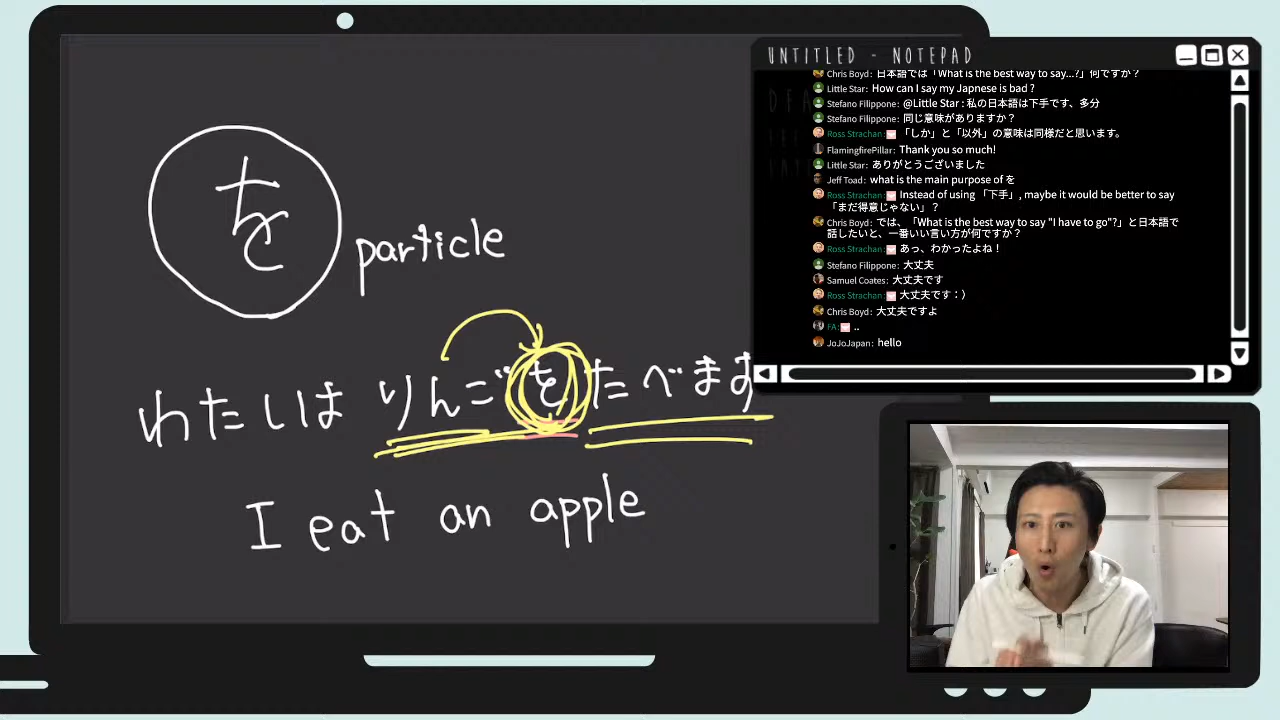 を
particle
わたしは りんごを たべます
I eat an apple
UNTITLED - NOTEPAD
Chris Boyd: 日本語では「What is the best way to say...?」何ですか？
Little Star: How can I say my Japnese is bad ?
Stefano Filippone: @Little Star : 私の日本語は下手です、多分
Stefano Filippone: 同じ意味がありますか？
Ross Strachan: 「しか」と「以外」の意味は同様だと思います。
FlamingfirePillar: Thank you so much!
Little Star: ありがとうございました
Jeff Toad: what is the main purpose of を
Ross Strachan: Instead of using 「下手」, maybe it would be better to say
「まだ得意じゃない」？
Chris Boyd: では、「What is the best way to say "I have to go"?」と日本語で
話したいと、一番いい言い方が何ですか？
Ross Strachan: あっ、わかったよね！
Stefano Filippone: 大丈夫
Samuel Coates: 大丈夫です
Ross Strachan: 大丈夫です：）
Chris Boyd: 大丈夫ですよ
FA: ..
JoJoJapan: hello